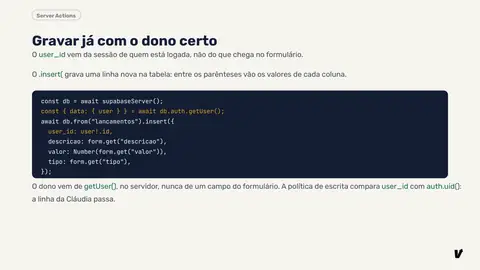 Server Actions
Gravar já com o dono certo
O user_id vem da sessão de quem está logada, não do que chega no formulário.
O .insert( grava uma linha nova na tabela: entre os parênteses vão os valores de cada coluna.
const db = await supabaseServer();
const { data: { user } } = await db.auth.getUser();
await db.from("lancamentos").insert({
  user_id: user!.id,
  descricao: form.get("descricao"),
  valor: Number(form.get("valor")),
  tipo: form.get("tipo"),
});
O dono vem de getUser(), no servidor, nunca de um campo do formulário. A política de escrita compara user_id com auth.uid():
a linha da Cláudia passa.